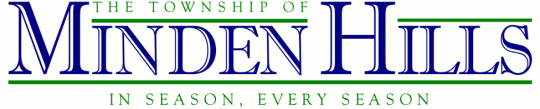 THE TOWNSHIP OF
MINDEN HILLS
IN SEASON, EVERY SEASON